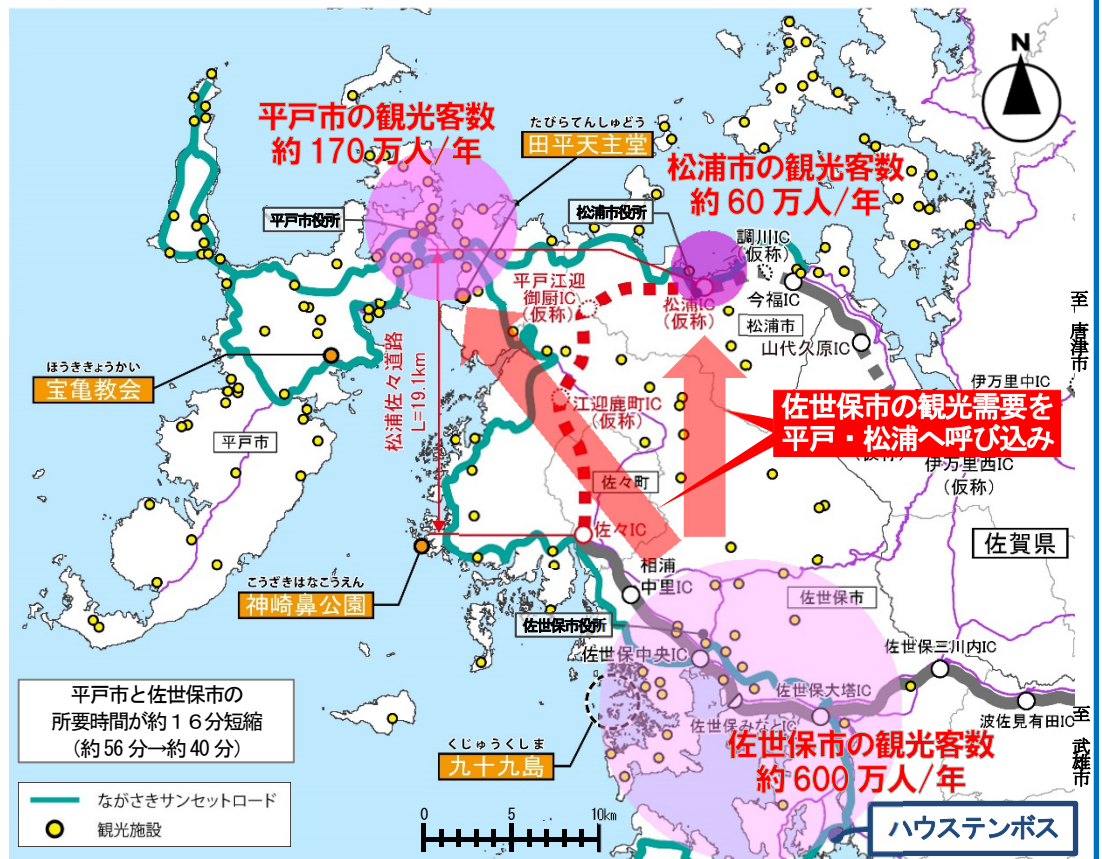 N
平戸市の観光客数
約170万人/年
たびらてんしゅどう
田平天主堂
松浦市の観光客数
約60万人/年
平戸市役所
松浦市役所
調川IC
(仮称)
平戸江迎
御厨IC
(仮称)
松浦IC
(仮称)
今福IC
松浦市
山代久原IC
至 唐津市
ほうききょうかい
宝亀教会
松浦佐々道路
L=19.1km
江迎鹿町IC
(仮称)
伊万里中IC
佐世保市の観光需要を
平戸・松浦へ呼び込み
(仮称)
伊万里西IC
(仮称)
平戸市
佐々町
佐々IC
佐賀県
こうざきはなこうえん
神崎鼻公園
相浦
中里IC
佐世保市
佐世保市役所
佐世保中央IC
佐世保三川内IC
佐世保大塔IC
佐世保みなとIC
波佐見有田IC
至 武雄市
平戸市と佐世保市の
所要時間が約16分短縮
(約56分→約40分)
くじゅうくしま
九十九島
佐世保市の観光客数
約600万人/年
ながさきサンセットロード
観光施設
0 5 10km
ハウステンボス